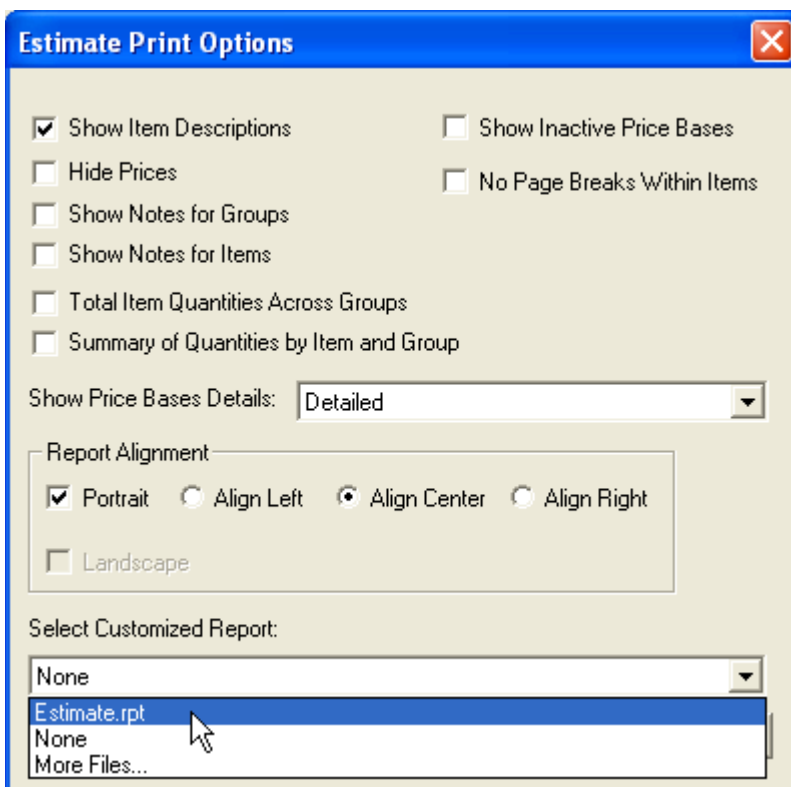 Estimate Print Options
Show Item Descriptions
Show Inactive Price Bases
Hide Prices
No Page Breaks Within Items
Show Notes for Groups
Show Notes for Items
Total Item Quantities Across Groups
Summary of Quantities by Item and Group
Show Price Bases Details: Detailed
Report Alignment
Portrait Align Left Align Center Align Right
Landscape
Select Customized Report:
None
Estimate.rpt
None
More Files...